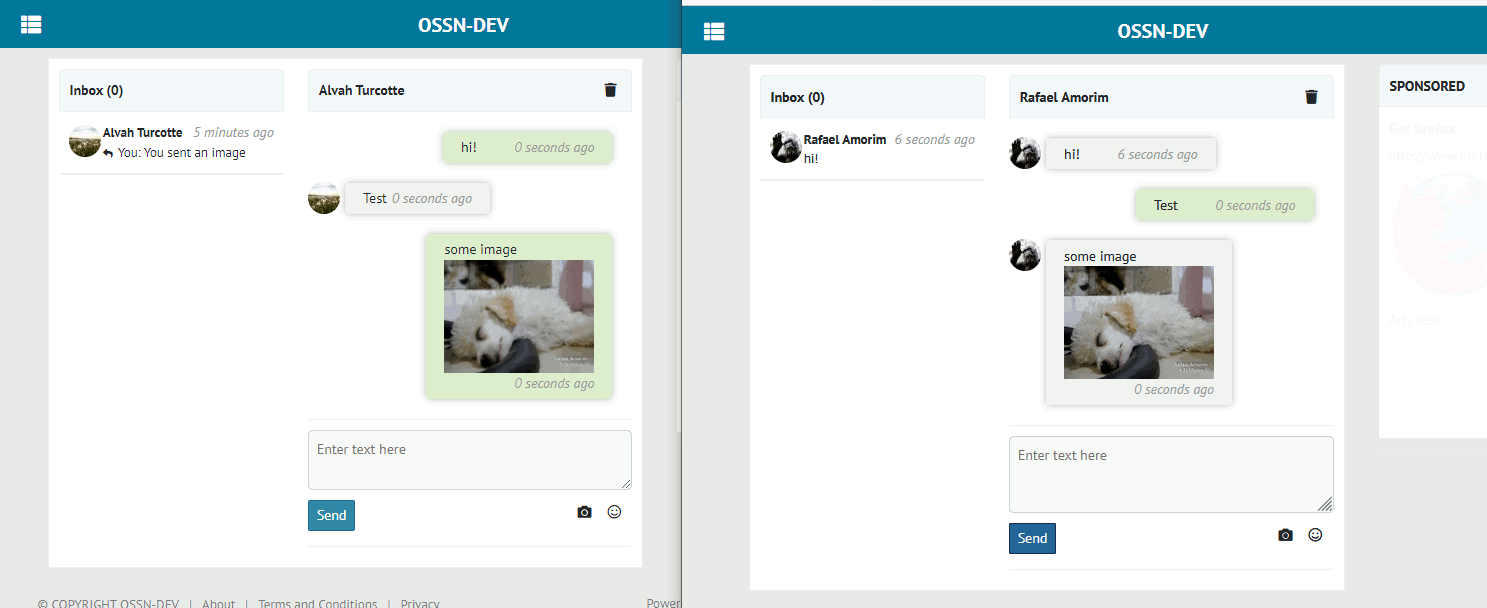 OSSN-DEV
Inbox (0)
Alvah Turcotte 5 minutes ago
You: You sent an image
Alvah Turcotte
hi! 0 seconds ago
Test 0 seconds ago
some image
0 seconds ago
Enter text here
Send
© COPYRIGHT OSSN-DEV | About | Terms and Conditions | Privacy
Power
OSSN-DEV
Inbox (0)
Rafael Amorim 6 seconds ago
hi!
Rafael Amorim
hi! 6 seconds ago
Test 0 seconds ago
some image
0 seconds ago
Enter text here
Send
SPONSORED
Get firefox
http://www.firef
Ads test